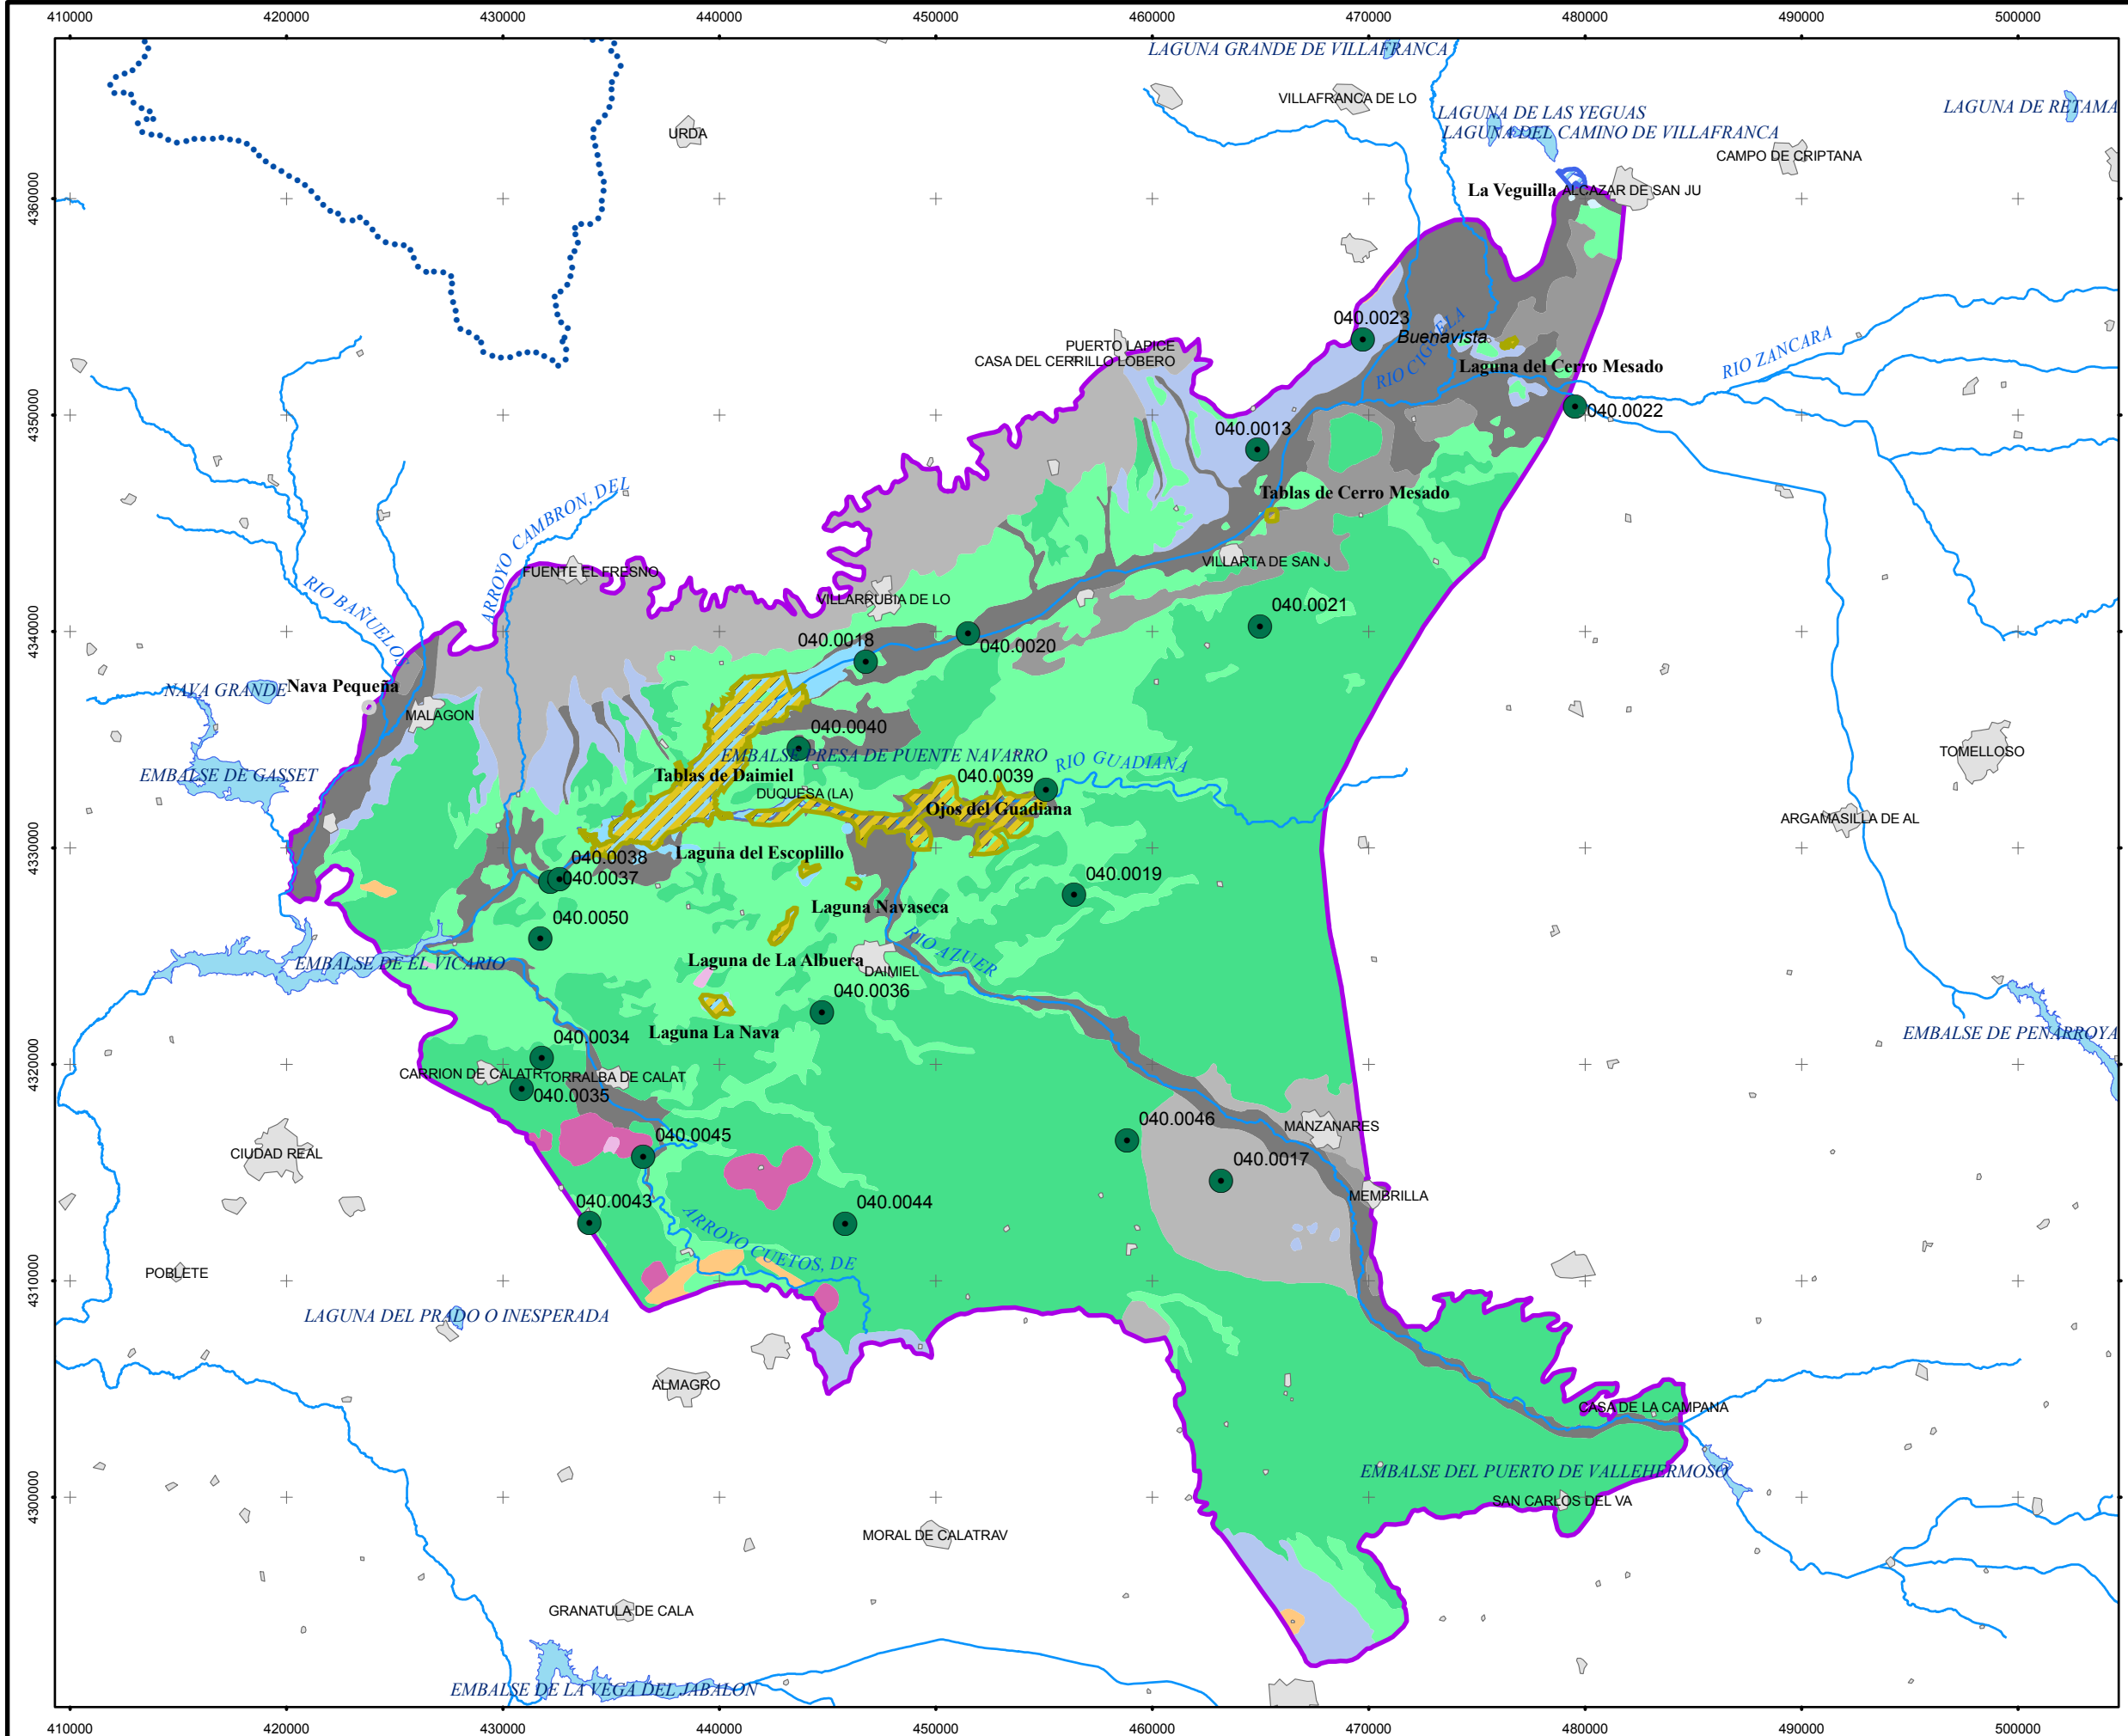 410000 420000 430000 440000 450000 460000 470000 480000 490000 500000
LAGUNA GRANDE DE VILLAFRANCA
VILLAFRANCA DE LO
LAGUNA DE LAS YEGUAS
LAGUNA DE RETAMA
URDA
LAGUNA DEL CAMINO DE VILLAFRANCA
CAMPO DE CRIPTANA
4360000
La Veguilla
ALCAZAR DE SAN JU
040.0023
Buenavista
RIO CIGUELA
PUERTO LAPICE
CASA DEL CERRILLO LOBERO
Laguna del Cerro Mesado
RIO ZANCARA
4350000
040.0022
040.0013
Tablas de Cerro Mesado
ARROYO CAMBRON, DEL
VILLARTA DE SAN J
FUENTE EL FRESNO
RIO BAÑUELOS
VILLARRUBIA DE LO
040.0021
4340000
040.0018
040.0020
NAVA GRANDE
Nava Pequeña
MALAGON
040.0040
EMBALSE PRESA DE PUENTE NAVARRO
RIO GUADIANA
TOMELLOSO
EMBALSE DE GASSET
Tablas de Daimiel
040.0039
DUQUESA (LA)
Ojos del Guadiana
ARGAMASILLA DE AL
4330000
040.0038
Laguna del Escoplillo
040.0037
040.0019
040.0050
Laguna Navaseca
RIO AZUER
EMBALSE DE EL VICARIO
Laguna de La Albuera
DAIMIEL
040.0036
Laguna La Nava
EMBALSE DE PEÑARROYA
040.0034
4320000
CARRION DE CALATR
TORRALBA DE CALAT
040.0035
040.0046
MANZANARES
040.0045
CIUDAD REAL
040.0017
MEMBRILLA
040.0043
040.0044
ARROYO CUETOS, DE
POBLETE
4310000
LAGUNA DEL PRADO O INESPERADA
ALMAGRO
CASA DE LA CAMPANA
EMBALSE DEL PUERTO DE VALLEHERMOSO
4300000
SAN CARLOS DEL VA
MORAL DE CALATRAV
GRANATULA DE CALA
EMBALSE DE LA VEGA DEL JABALON
410000 420000 430000 440000 450000 460000 470000 480000 490000 500000